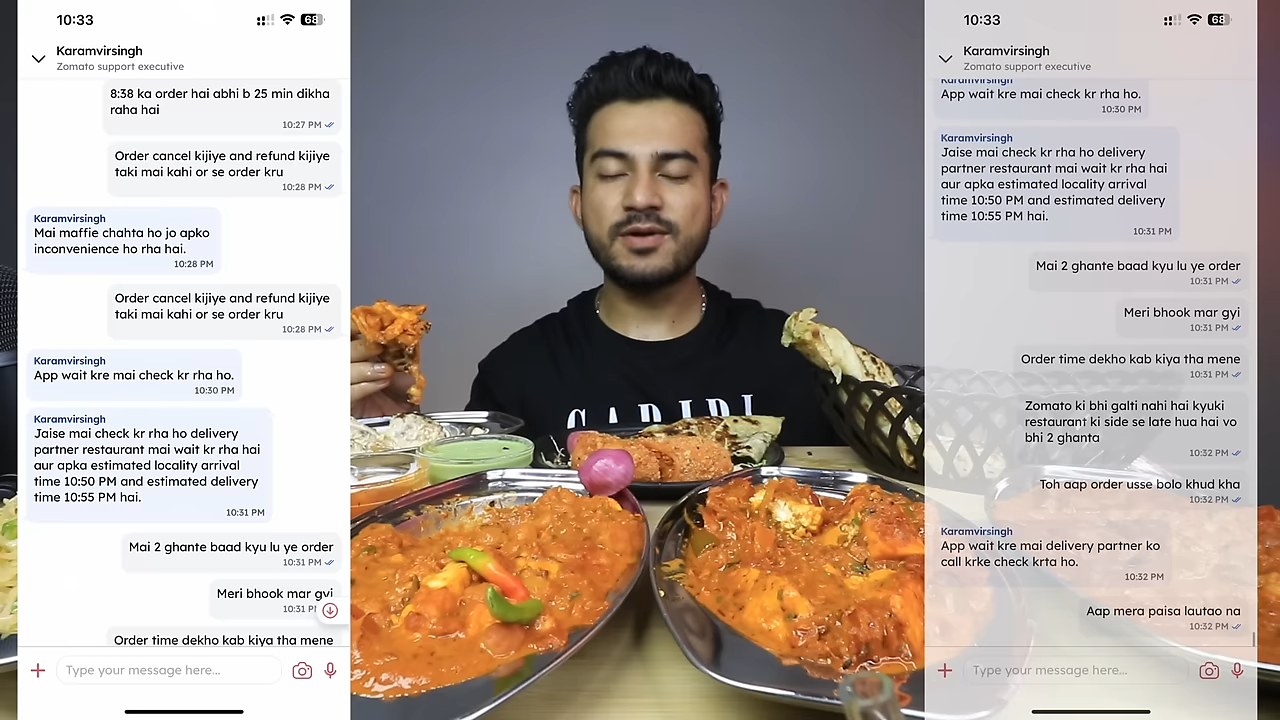 10:33
68
Karamvirsingh
Zomato support executive
8:38 ka order hai abhi b 25 min dikha
raha hai
10:27 PM
Order cancel kijiye and refund kijiye
taki mai kahi or se order kru
10:28 PM
Karamvirsingh
Mai maffie chahta ho jo apko
inconvenience ho rha hai.
10:28 PM
Order cancel kijiye and refund kijiye
taki mai kahi or se order kru
10:28 PM
Karamvirsingh
App wait kre mai check kr rha ho.
10:30 PM
Karamvirsingh
Jaise mai check kr rha ho delivery
partner restaurant mai wait kr rha hai
aur apka estimated locality arrival
time 10:50 PM and estimated delivery
time 10:55 PM hai.
10:31 PM
Mai 2 ghante baad kyu lu ye order
10:31 PM
Meri bhook mar gyi
10:31 PM
Order time dekho kab kiya tha mene
Type your message here...
10:33
68
Karamvirsingh
Zomato support executive
Karamvirsingh
App wait kre mai check kr rha ho.
10:30 PM
Karamvirsingh
Jaise mai check kr rha ho delivery
partner restaurant mai wait kr rha hai
aur apka estimated locality arrival
time 10:50 PM and estimated delivery
time 10:55 PM hai.
10:31 PM
Mai 2 ghante baad kyu lu ye order
10:31 PM
Meri bhook mar gyi
10:31 PM
Order time dekho kab kiya tha mene
10:31 PM
Zomato ki bhi galti nahi hai kyuki
restaurant ki side se late hua hai vo
bhi 2 ghanta
10:32 PM
Toh aap order usse bolo khud kha
10:32 PM
Karamvirsingh
App wait kre mai delivery partner ko
call krke check krta ho.
10:32 PM
Aap mera paisa lautao na
10:32 PM
Type your message here...